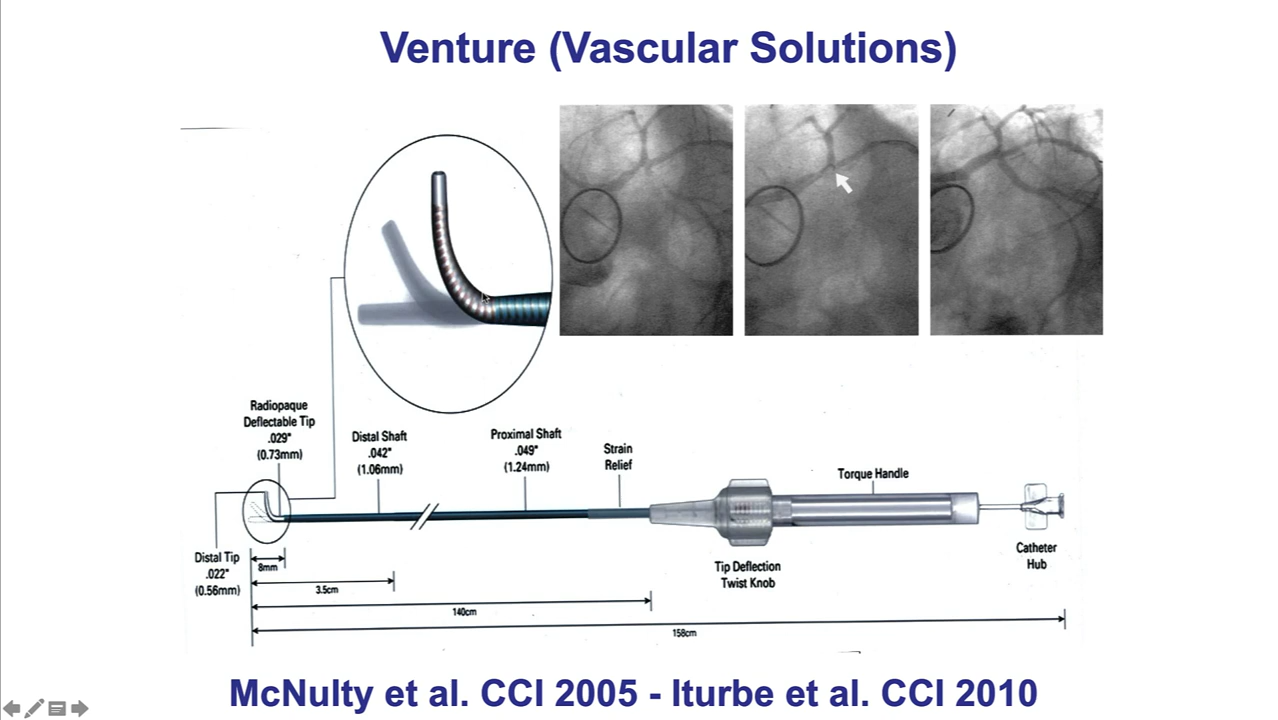 Venture (Vascular Solutions)
Radiopaque
Deflectable Tip
.029"
(0.73mm)
Distal Shaft
.042"
(1.06mm)
Proximal Shaft
.049"
(1.24mm)
Strain
Relief
Torque Handle
Distal Tip
.022"
(0.56mm)
8mm
3.5cm
140cm
158cm
Tip Deflection
Twist Knob
Catheter
Hub
McNulty et al. CCI 2005 - Iturbe et al. CCI 2010